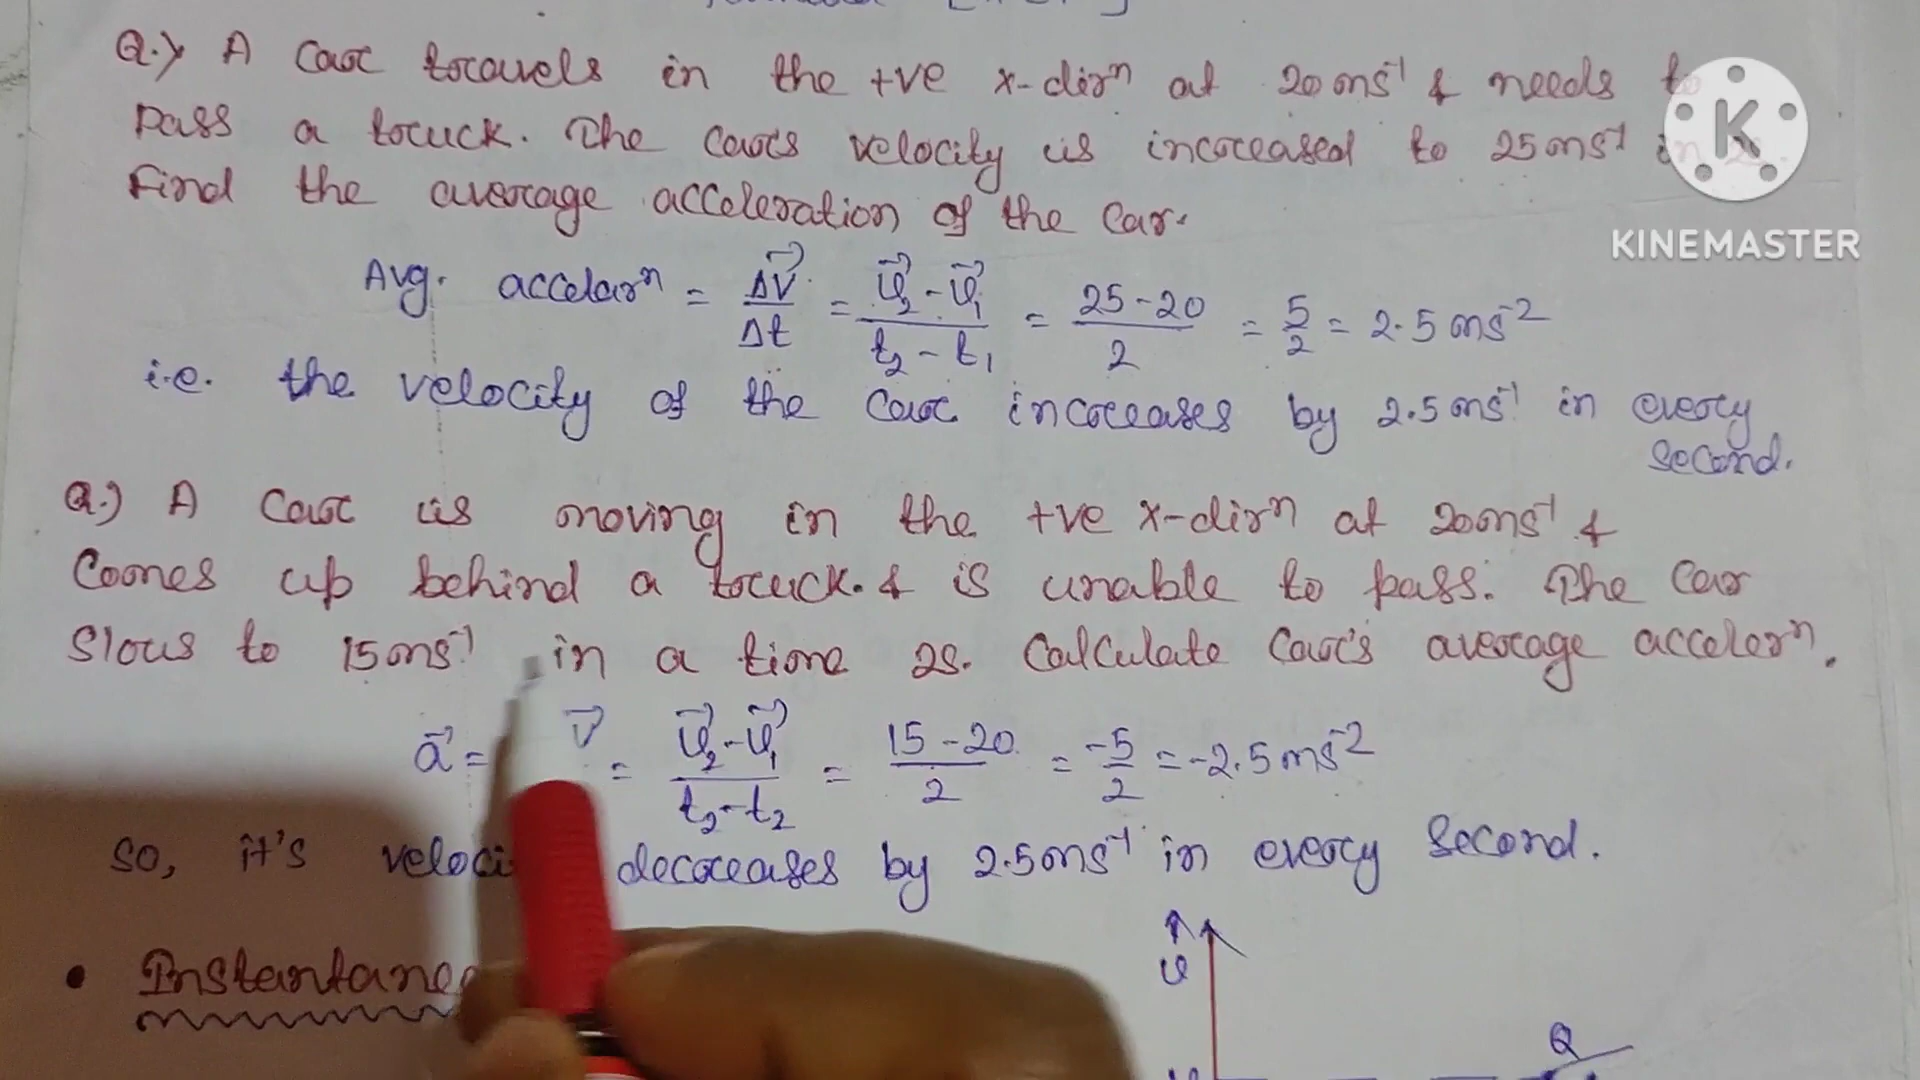 Q.) A car travels in the +ve x-dirⁿ at 20 ms⁻¹ & needs to
pass a truck. The car's velocity is increased to 25 ms⁻¹ in 2s.
Find the average acceleration of the car.
K
KINEMASTER
Avg. accelarⁿ = Δv⃗/Δt = (v⃗₂ - v⃗₁)/(t₂ - t₁) = (25-20)/2 = 5/2 = 2.5 ms⁻²
i.e. the velocity of the car increases by 2.5 ms⁻¹ in every
second.
Q.) A car is moving in the +ve x-dirⁿ at 20 ms⁻¹ &
Comes up behind a truck. & is unable to pass. The Car
Slows to 15 ms⁻¹ in a time 2s. Calculate Car's average accelerⁿ.
a⃗ = v⃗ = (v⃗₂-v⃗₁)/(t₂-t₂) = (15-20)/2 = -5/2 = -2.5 ms⁻²
So, it's veloci decreases by 2.5 ms⁻¹ in every Second.
v
• Instantane
Q